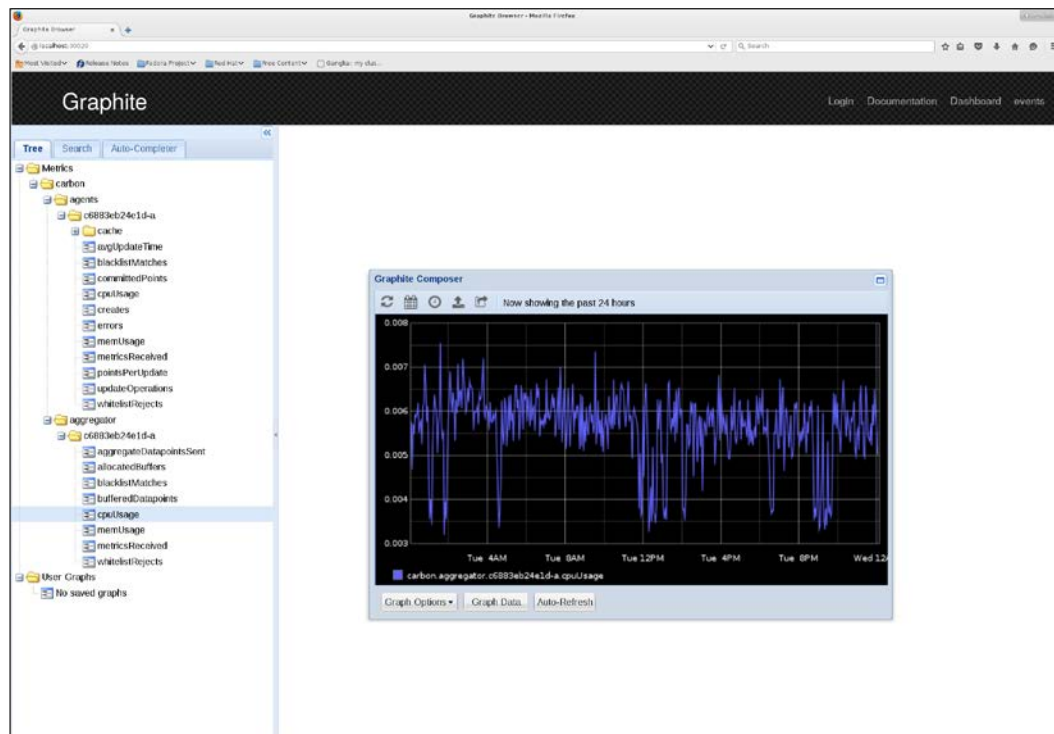 Graphite Browser - Mozilla Firefox
Graphite Browser
localhost:
Search
Most Visited
Release Notes
Fedora Project
Red Hat
Free Content
Ganglia: my clus...
Graphite
Login Documentation Dashboard events
Tree Search Auto-Completer
Metrics
carbon
agents
c6883eb24e1d-a
cache
avgUpdateTime
blacklistMatches
committedPoints
cpuUsage
creates
errors
memUsage
metricsReceived
pointsPerUpdate
updateOperations
whitelistRejects
aggregator
c6883eb24e1d-a
aggregateDatapointsSent
allocatedBuffers
blacklistMatches
bufferedDatapoints
cpuUsage
memUsage
metricsReceived
whitelistRejects
User Graphs
No saved graphs
Graphite Composer
Now showing the past 24 hours
0.008
0.007
0.006
0.005
0.004
0.003
Tue 4AM Tue 8AM Tue 12PM Tue 4PM Tue 8PM Wed 12
carbon.aggregator.c6883eb24e1d-a.cpuUsage
Graph Options Graph Data Auto-Refresh